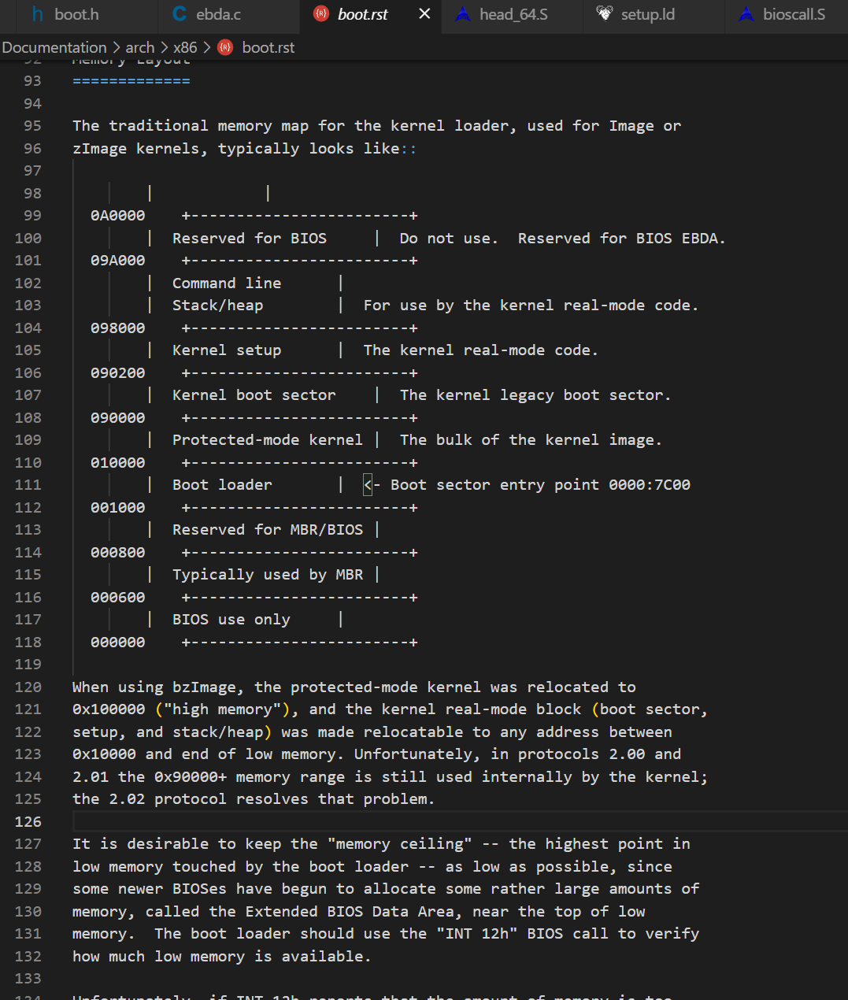 boot.h ebda.c boot.rst head_64.S setup.ld bioscall.S
Documentation > arch > x86 > boot.rst
92 Memory Layout
93 =============
94
95 The traditional memory map for the kernel loader, used for Image or
96 zImage kernels, typically looks like::
97
98 | |
99 0A0000 +------------------------+
100 | Reserved for BIOS | Do not use. Reserved for BIOS EBDA.
101 09A000 +------------------------+
102 | Command line |
103 | Stack/heap | For use by the kernel real-mode code.
104 098000 +------------------------+
105 | Kernel setup | The kernel real-mode code.
106 090200 +------------------------+
107 | Kernel boot sector | The kernel legacy boot sector.
108 090000 +------------------------+
109 | Protected-mode kernel | The bulk of the kernel image.
110 010000 +------------------------+
111 | Boot loader | <- Boot sector entry point 0000:7C00
112 001000 +------------------------+
113 | Reserved for MBR/BIOS |
114 000800 +------------------------+
115 | Typically used by MBR |
116 000600 +------------------------+
117 | BIOS use only |
118 000000 +------------------------+
119
120 When using bzImage, the protected-mode kernel was relocated to
121 0x100000 ("high memory"), and the kernel real-mode block (boot sector,
122 setup, and stack/heap) was made relocatable to any address between
123 0x10000 and end of low memory. Unfortunately, in protocols 2.00 and
124 2.01 the 0x90000+ memory range is still used internally by the kernel;
125 the 2.02 protocol resolves that problem.
126
127 It is desirable to keep the "memory ceiling" -- the highest point in
128 low memory touched by the boot loader -- as low as possible, since
129 some newer BIOSes have begun to allocate some rather large amounts of
130 memory, called the Extended BIOS Data Area, near the top of low
131 memory. The boot loader should use the "INT 12h" BIOS call to verify
132 how much low memory is available.
133
134 Unfortunately, if INT 12h reports that the amount of memory is too